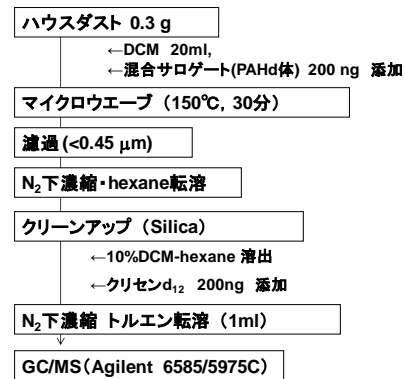 ハウスダスト 0.3 g
←DCM 20ml,
←混合サロゲート(PAHd体) 200 ng 添加
マイクロウエーブ (150℃, 30分)
濾過 (<0.45 μm)
N₂下濃縮・hexane転溶
クリーンアップ (Silica)
←10%DCM-hexane 溶出
←クリセンd₁₂ 200ng 添加
N₂下濃縮 トルエン転溶 (1ml)
GC/MS(Agilent 6585/5975C)